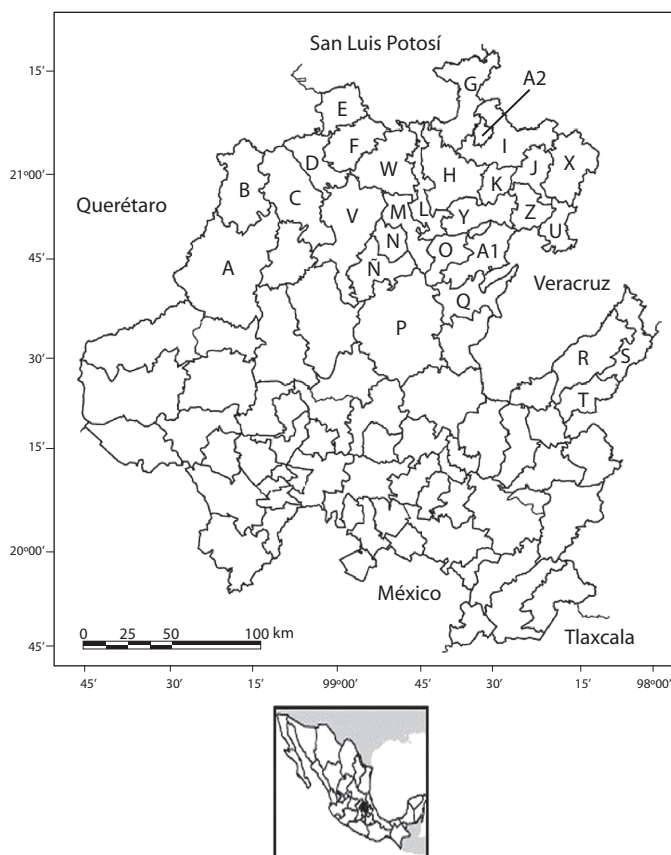 San Luis Potosí
15′
G
A2
E
F
I
D
W
J
X
21°00′
H
B
K
C
Querétaro
V
M
L
Y
Z
N
U
45′
O
A1
A
Ñ
Veracruz
Q
P
30′
R
S
T
15′
20°00′
México
0 25 50 100 km
Tlaxcala
45′
45′ 30′ 15′ 99°00′ 45′ 30′ 15′ 98°00′